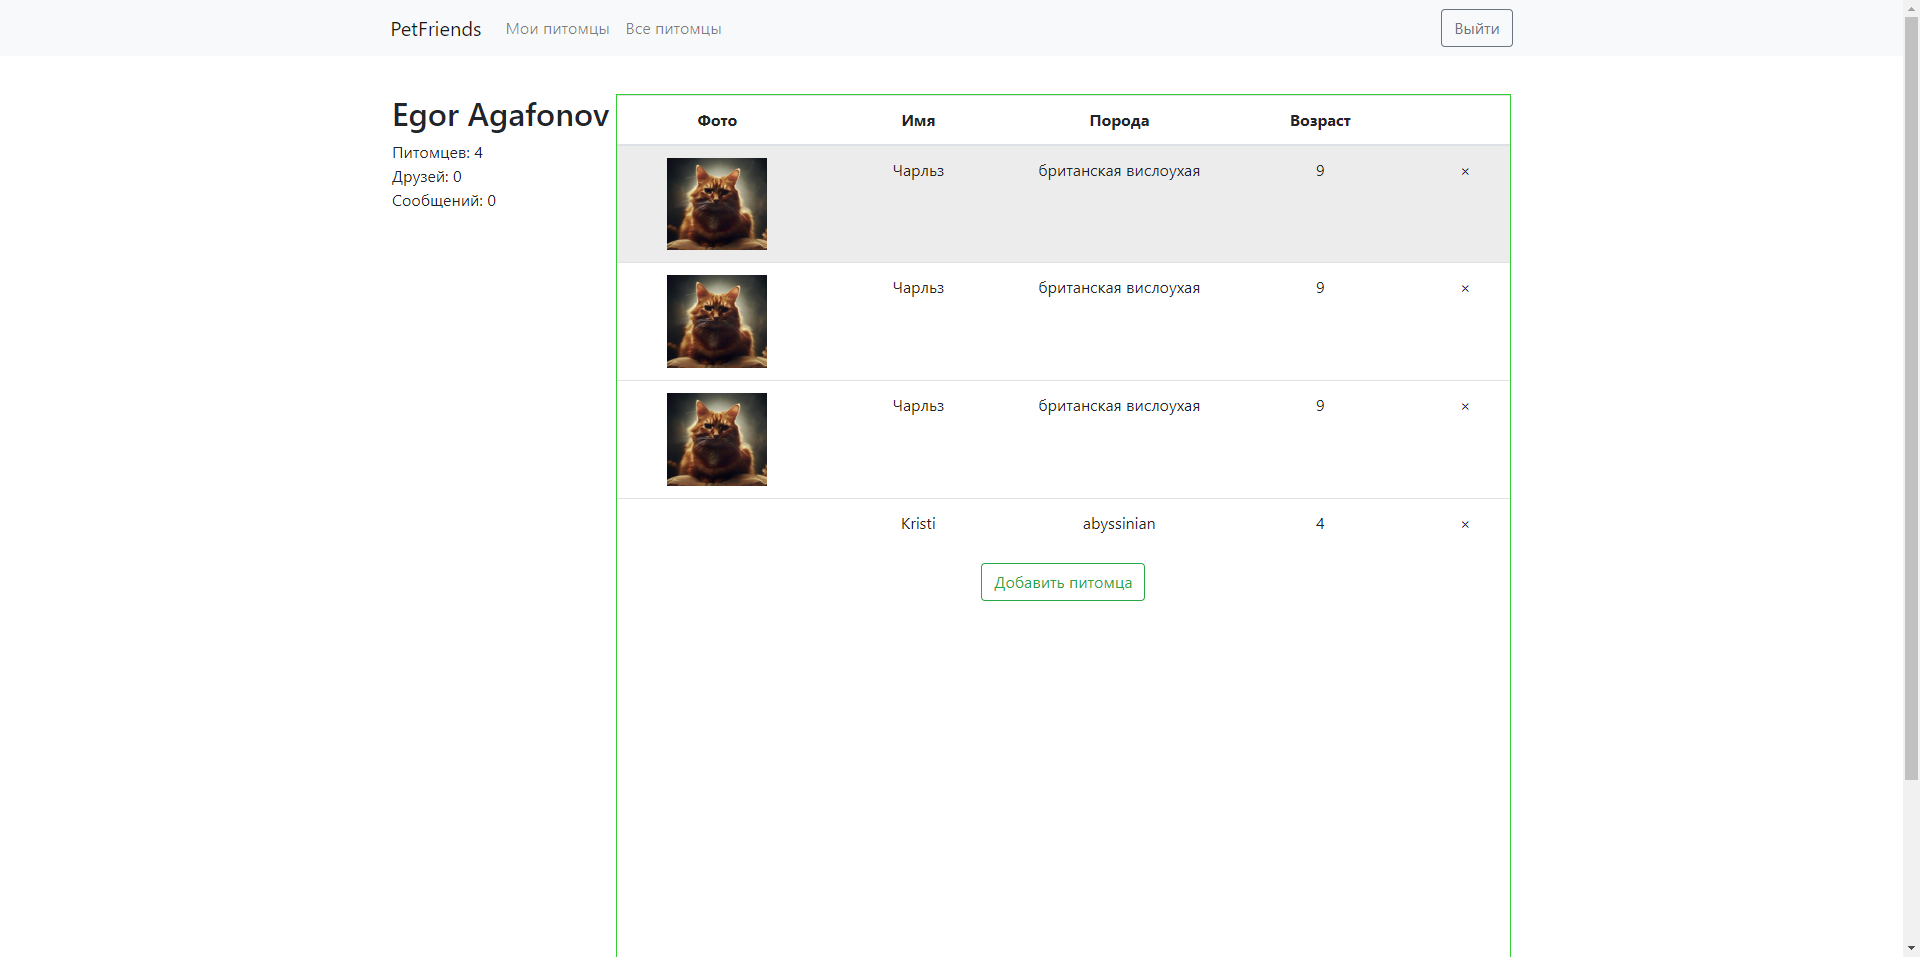 PetFriends Мои питомцы Все питомцы Выйти
Egor Agafonov
Питомцев: 4
Друзей: 0
Сообщений: 0
Фото Имя Порода Возраст
Чарльз британская вислоухая 9 ×
Чарльз британская вислоухая 9 ×
Чарльз британская вислоухая 9 ×
Kristi abyssinian 4 ×
Добавить питомца